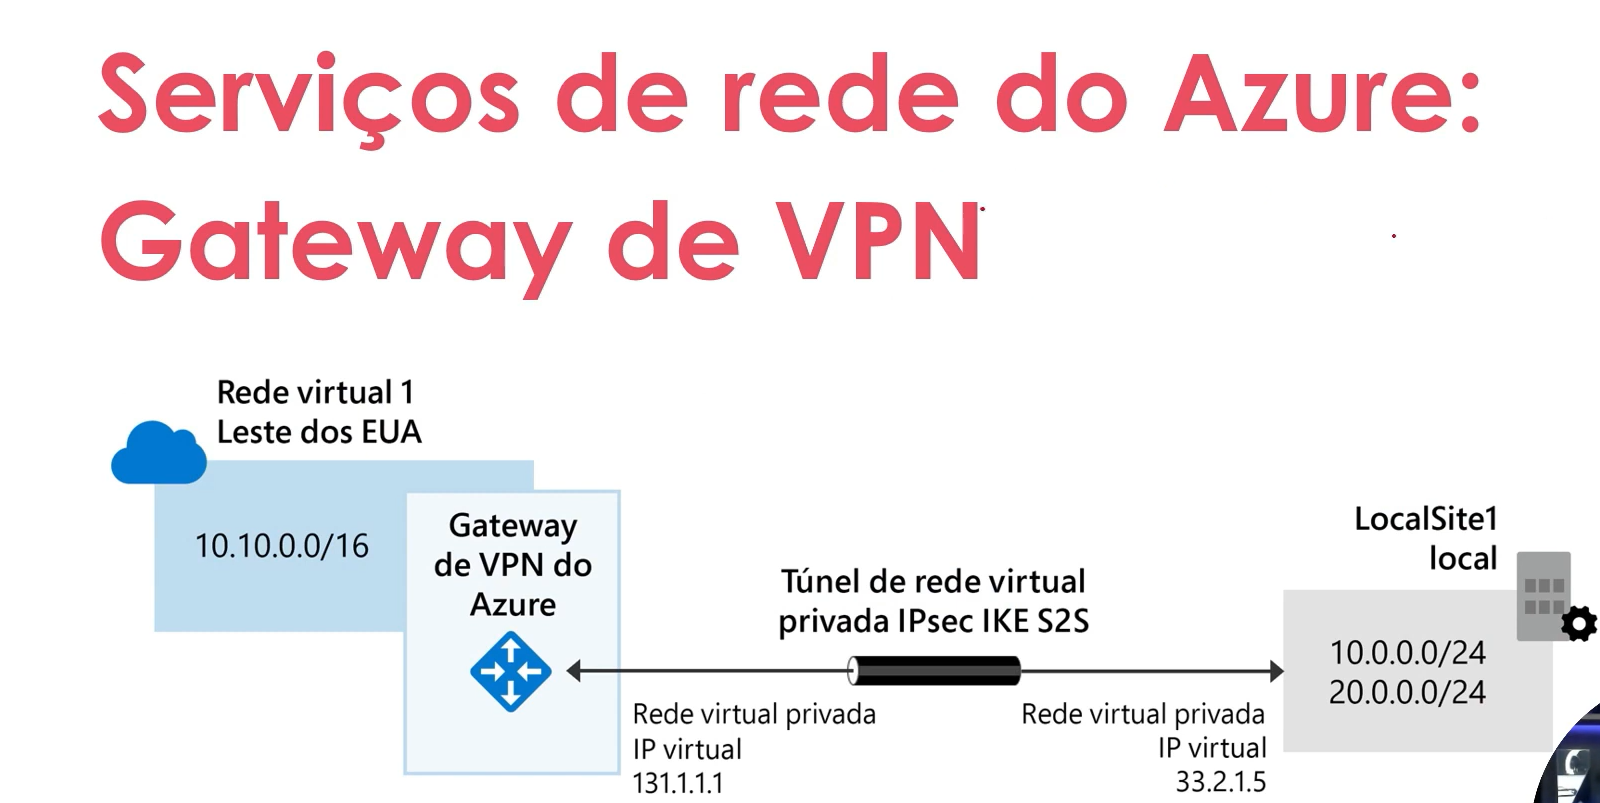 Serviços de rede do Azure:
Gateway de VPN
Rede virtual 1
Leste dos EUA
10.10.0.0/16
Gateway
de VPN do
Azure
Túnel de rede virtual
privada IPsec IKE S2S
Rede virtual privada
IP virtual
131.1.1.1
Rede virtual privada
IP virtual
33.2.1.5
LocalSite1
local
10.0.0.0/24
20.0.0.0/24